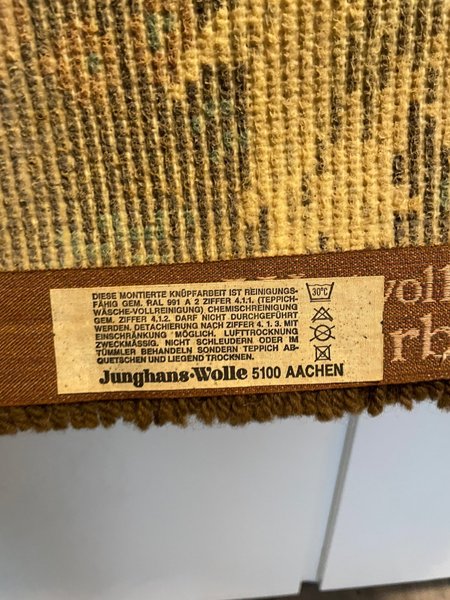 DIESE MONTIERTE KNÜPFARBEIT IST REINIGUNGS-
FÄHIG GEM. RAL 991 A 2 ZIFFER 4.1.1. (TEPPICH-
WÄSCHE-VOLLREINIGUNG) CHEMISCHREINIGUNG
GEM. ZIFFER 4.1.2. DARF NICHT DURCHGEFÜHRT
WERDEN. DETACHIERUNG NACH ZIFFER 4. 1. 3. MIT
EINSCHRÄNKUNG MÖGLICH. LUFTTROCKNUNG
ZWECKMÄSSIG. NICHT SCHLEUDERN ODER IM
TÜMMLER BEHANDELN SONDERN TEPPICH AB-
QUETSCHEN UND LIEGEND TROCKNEN.
30°C
Junghans-Wolle 5100 AACHEN